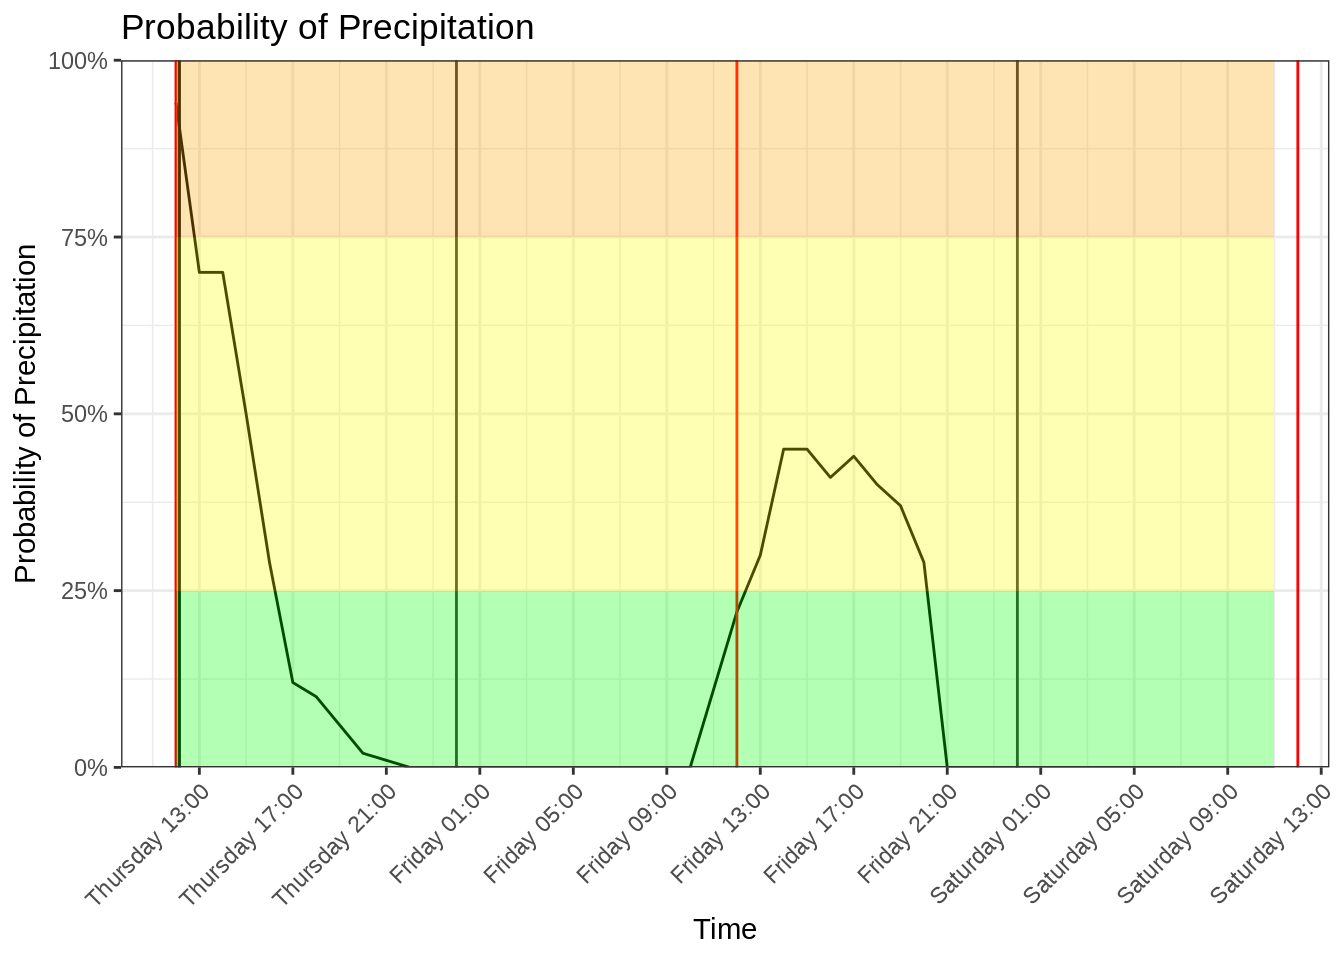 Probability of Precipitation
Probability of Precipitation
100%
75%
50%
25%
0%
Thursday 13:00
Thursday 17:00
Thursday 21:00
Friday 01:00
Friday 05:00
Friday 09:00
Friday 13:00
Friday 17:00
Friday 21:00
Saturday 01:00
Saturday 05:00
Saturday 09:00
Saturday 13:00
Time